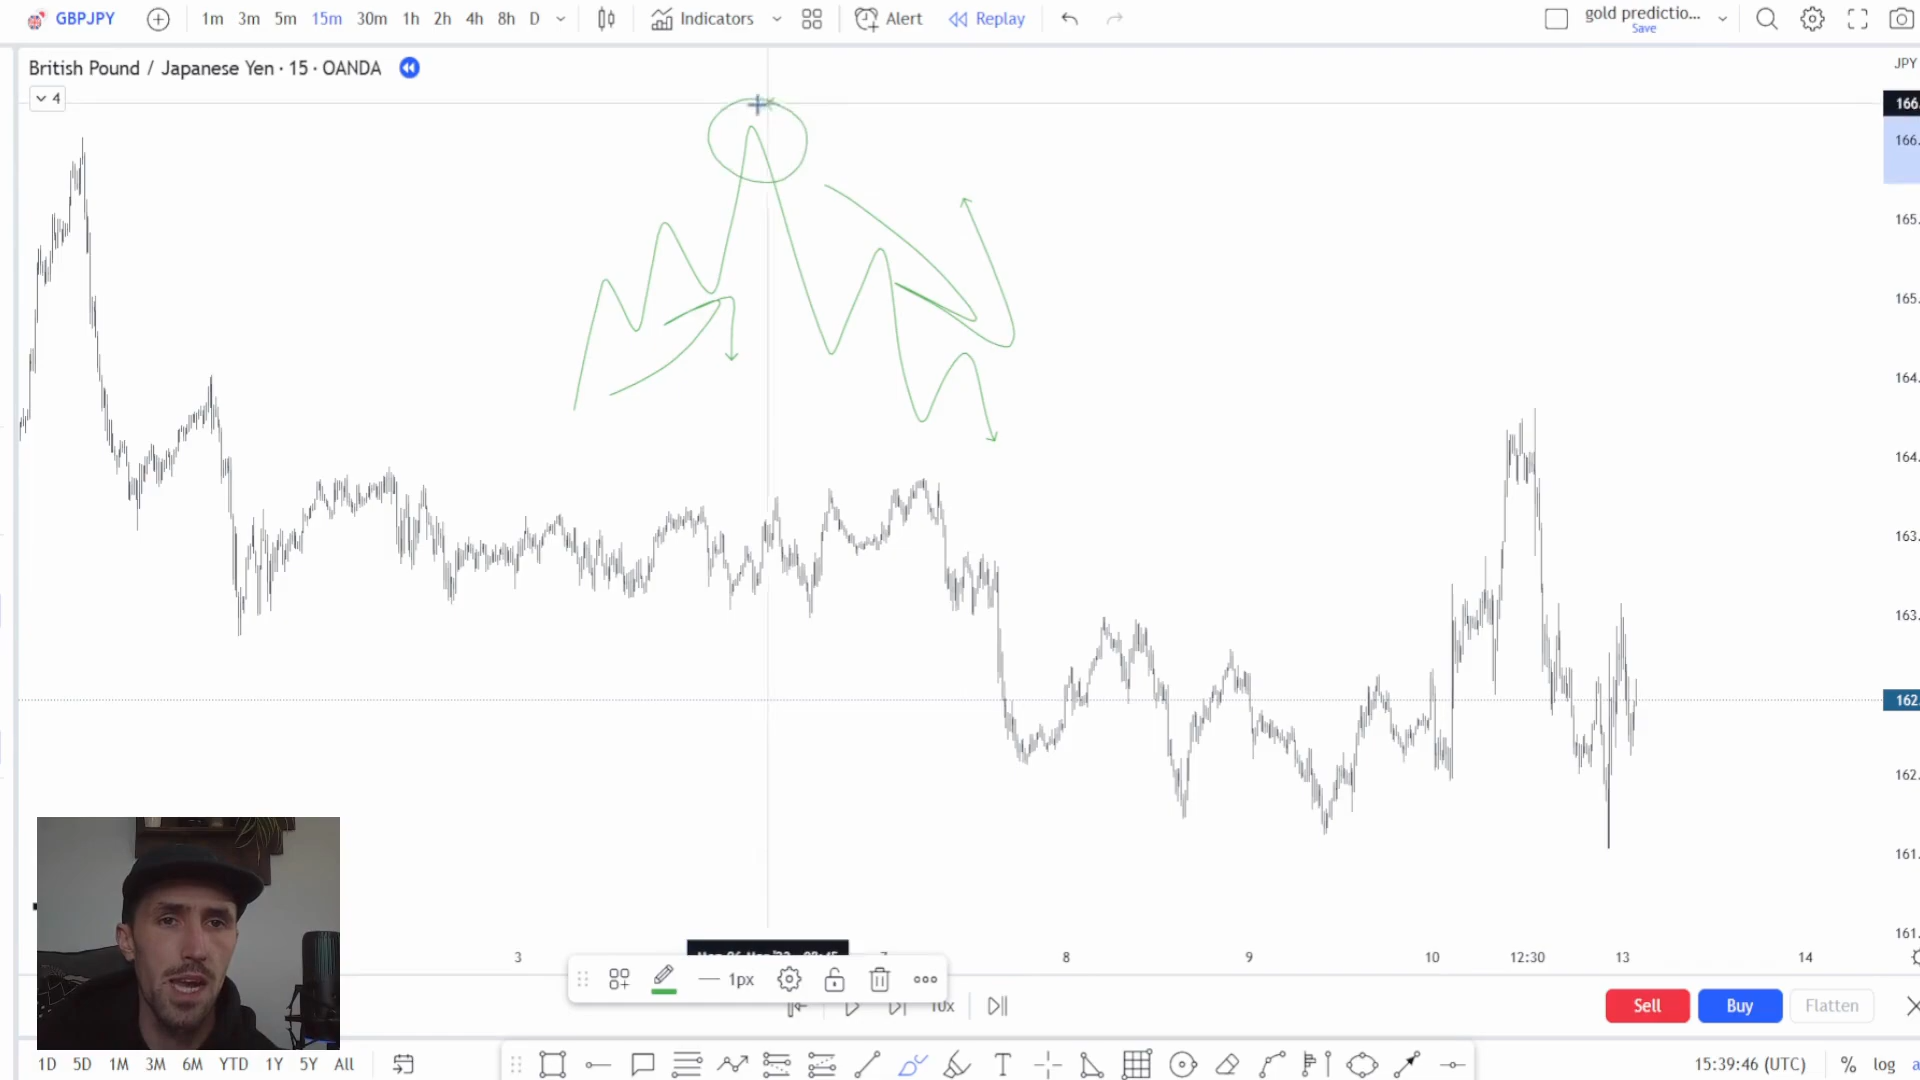 GBPJPY 1m 3m 5m 15m 30m 1h 2h 4h 8h D Indicators Alert Replay gold predictio...
Save
British Pound / Japanese Yen · 15 · OANDA
JPY
4
166.
166.
165.
165.
164.
164.
163.
163.
162.
162.
161.
161.
3 7 8 9 10 12:30 13 14
1px
10x
Sell Buy Flatten
1D 5D 1M 3M 6M YTD 1Y 5Y All
15:39:46 (UTC) % log